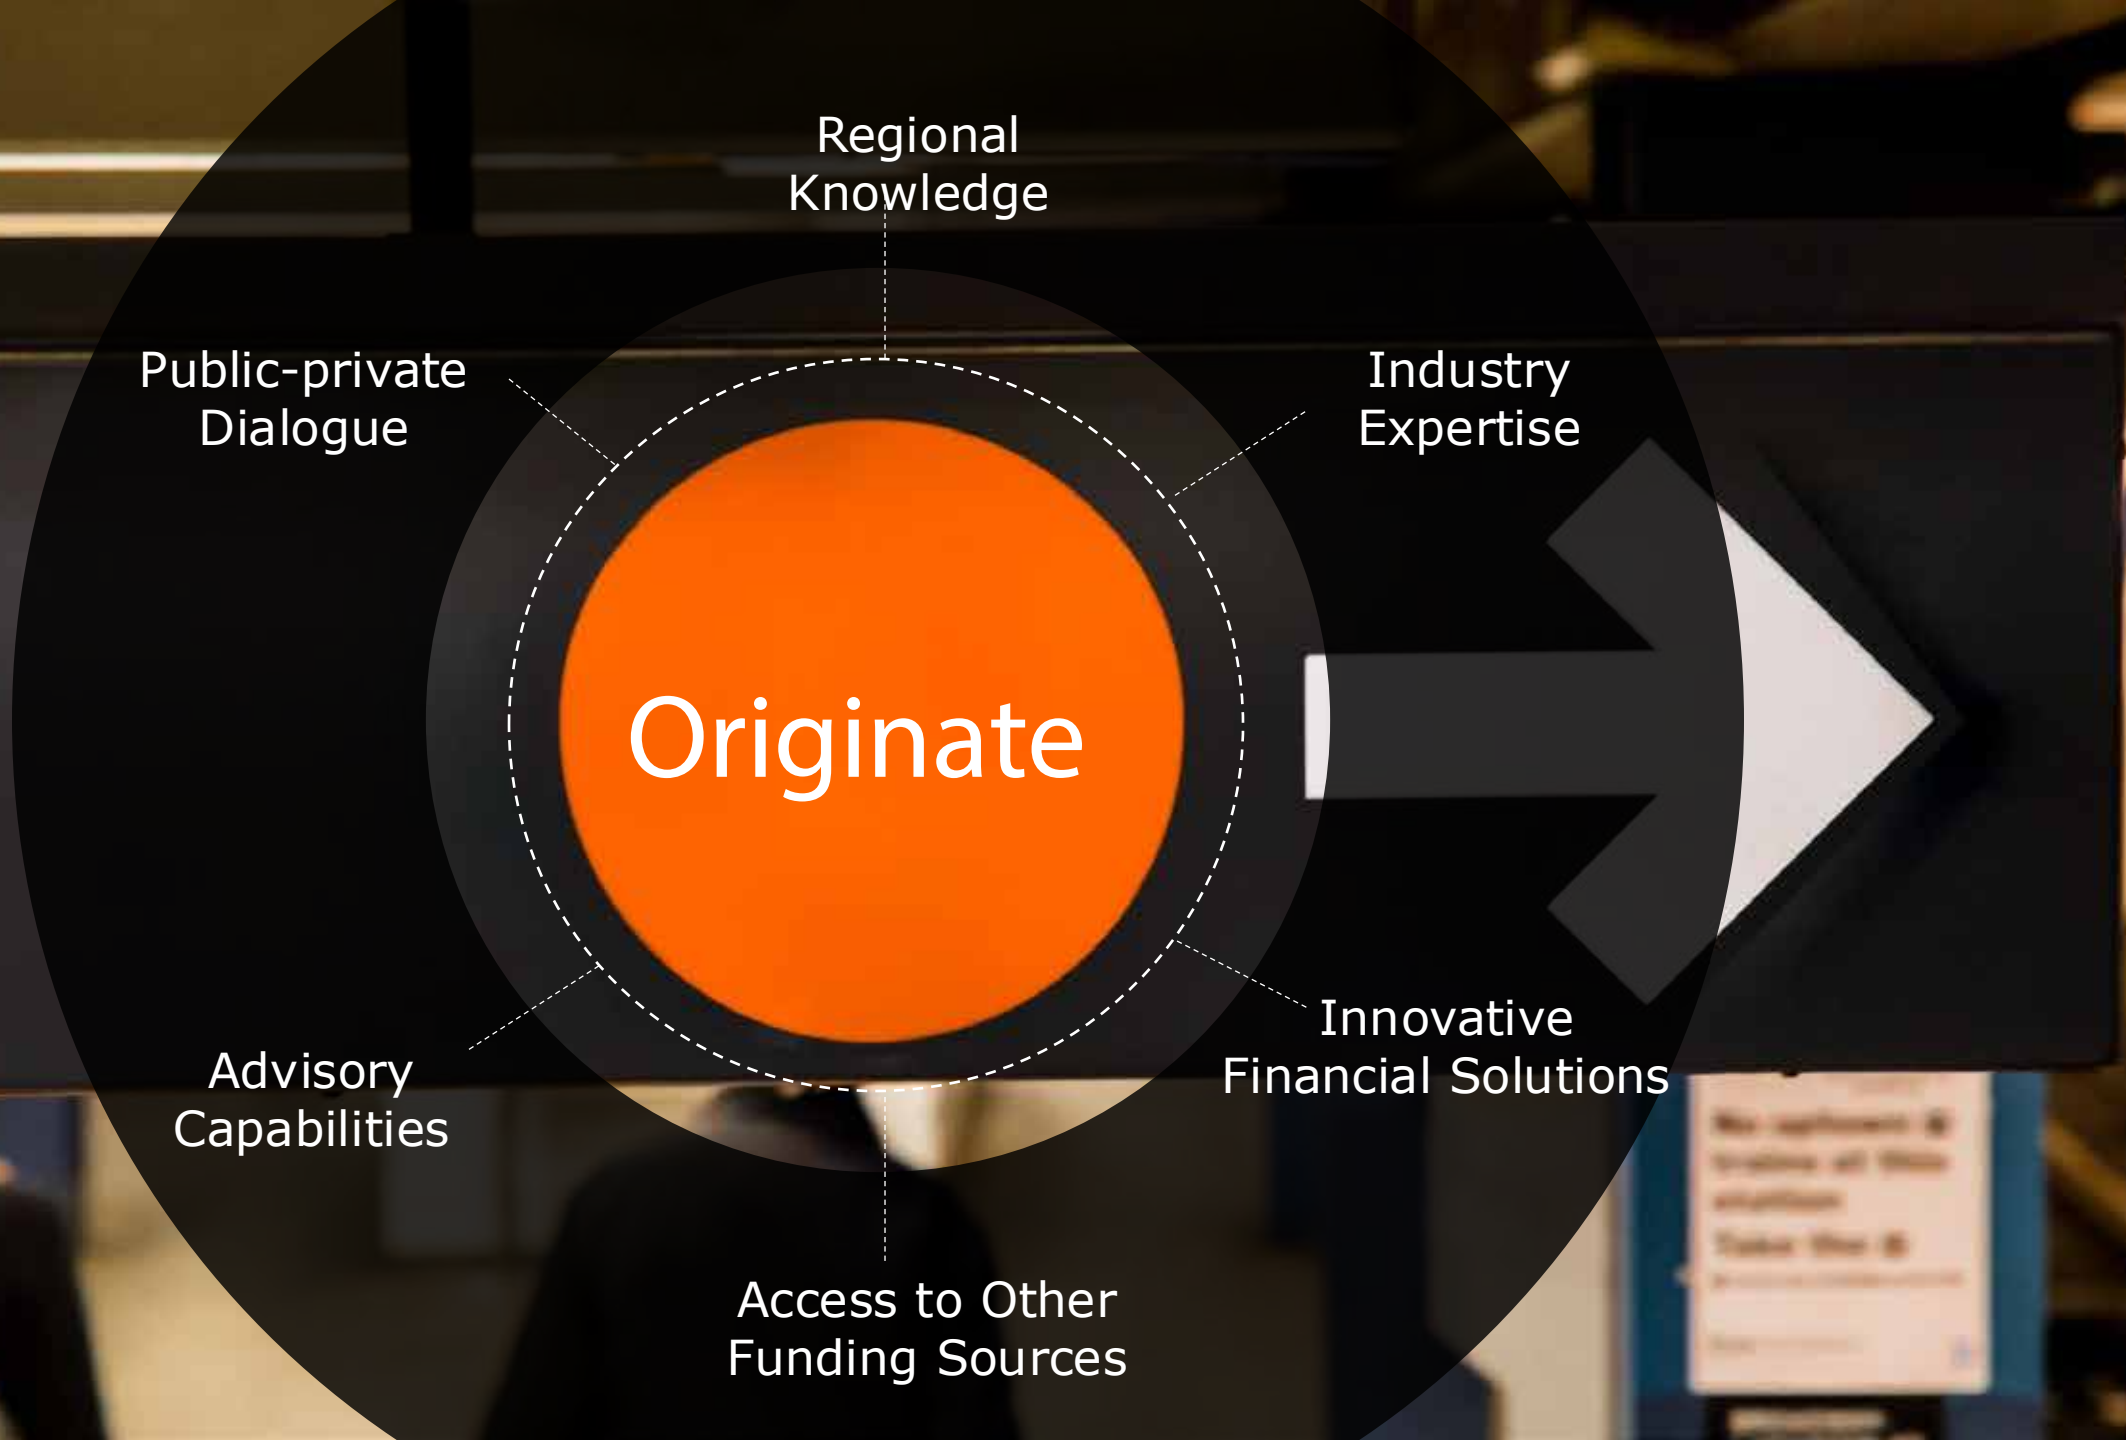 Regional
Knowledge
Public-private
Dialogue
Industry
Expertise
Originate
Advisory
Capabilities
Innovative
Financial Solutions
Access to Other
Funding Sources